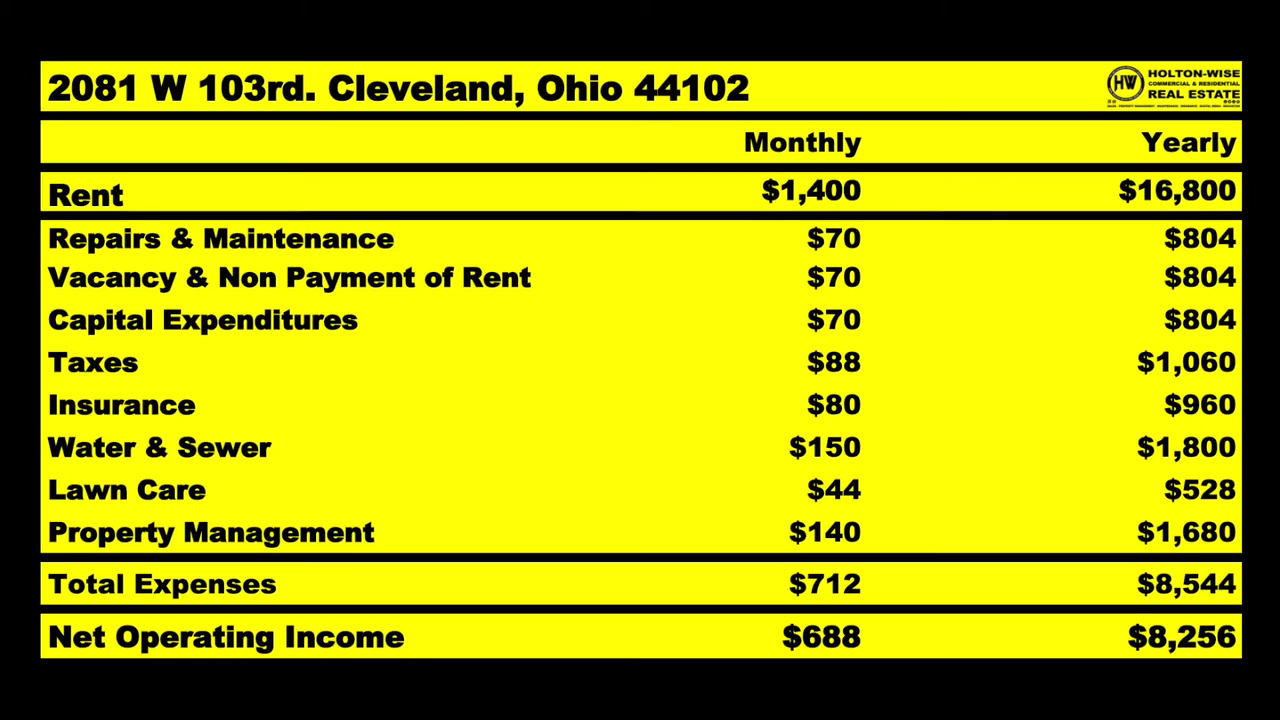 2081 W 103rd. Cleveland, Ohio 44102
HW
HOLTON-WISE
COMMERCIAL & RESIDENTIAL
REAL ESTATE
Monthly Yearly
Rent $1,400 $16,800
Repairs & Maintenance $70 $804
Vacancy & Non Payment of Rent $70 $804
Capital Expenditures $70 $804
Taxes $88 $1,060
Insurance $80 $960
Water & Sewer $150 $1,800
Lawn Care $44 $528
Property Management $140 $1,680
Total Expenses $712 $8,544
Net Operating Income $688 $8,256